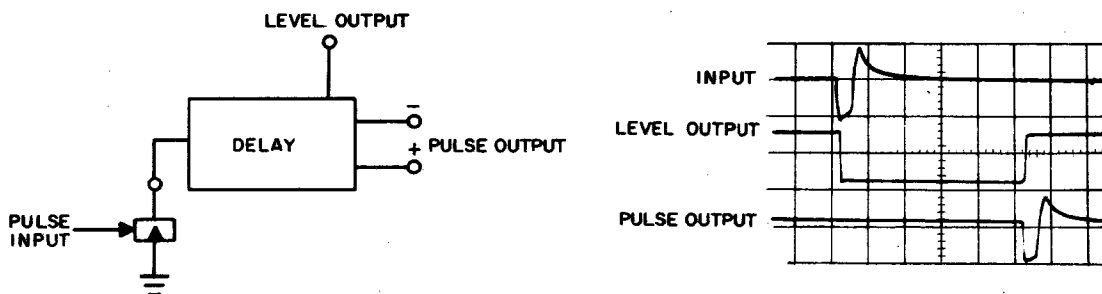 LEVEL OUTPUT
DELAY
-
+ PULSE OUTPUT
PULSE
INPUT
INPUT
LEVEL OUTPUT
PULSE OUTPUT